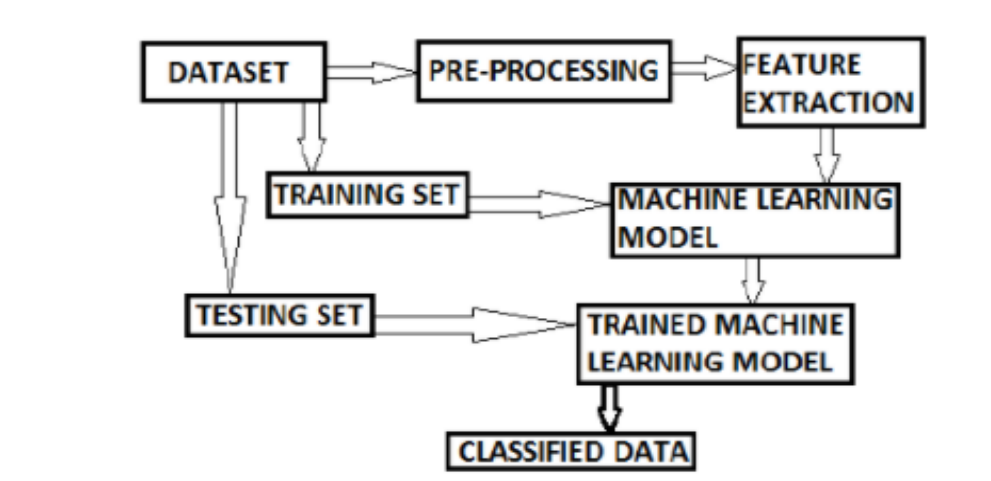 DATASET
PRE-PROCESSING
FEATURE
EXTRACTION
TRAINING SET
MACHINE LEARNING
MODEL
TESTING SET
TRAINED MACHINE
LEARNING MODEL
CLASSIFIED DATA